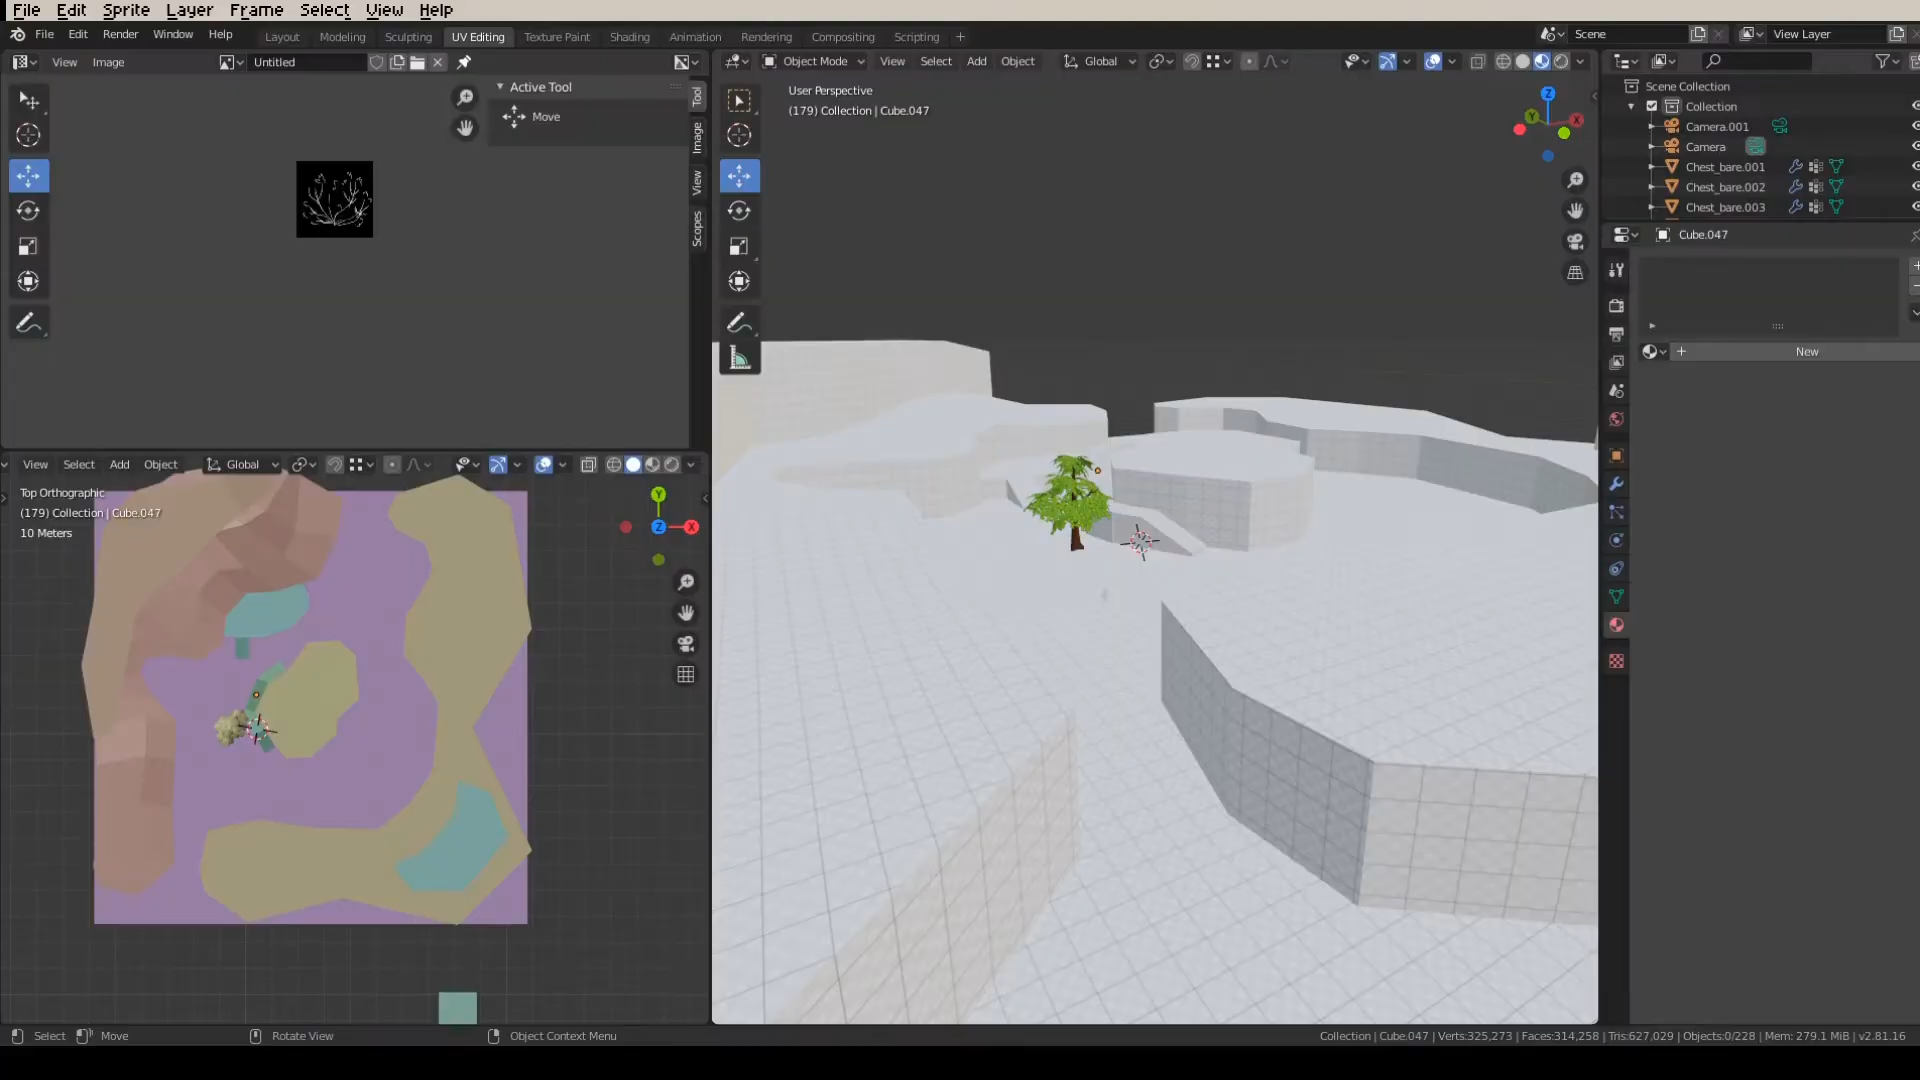 File Edit Sprite Layer Frame Select View Help
File Edit Render Window Help
Layout Modeling Sculpting UV Editing Texture Paint Shading Animation Rendering Compositing Scripting +
Scene
View Layer
View Image
Untitled
Active Tool
Move
Tool
Image
View
Scopes
Object Mode View Select Add Object Global
User Perspective
(179) Collection | Cube.047
Z
Y
X
Scene Collection
Collection
Camera.001
Camera
Chest_bare.001
Chest_bare.002
Chest_bare.003
Cube.047
New
View Select Add Object Global
Top Orthographic
(179) Collection | Cube.047
10 Meters
Y
Z
X
Select Move Rotate View Object Context Menu
Collection | Cube.047 | Verts:325,273 | Faces:314,258 | Tris:627,029 | Objects:0/228 | Mem: 279.1 MiB | v2.81.16